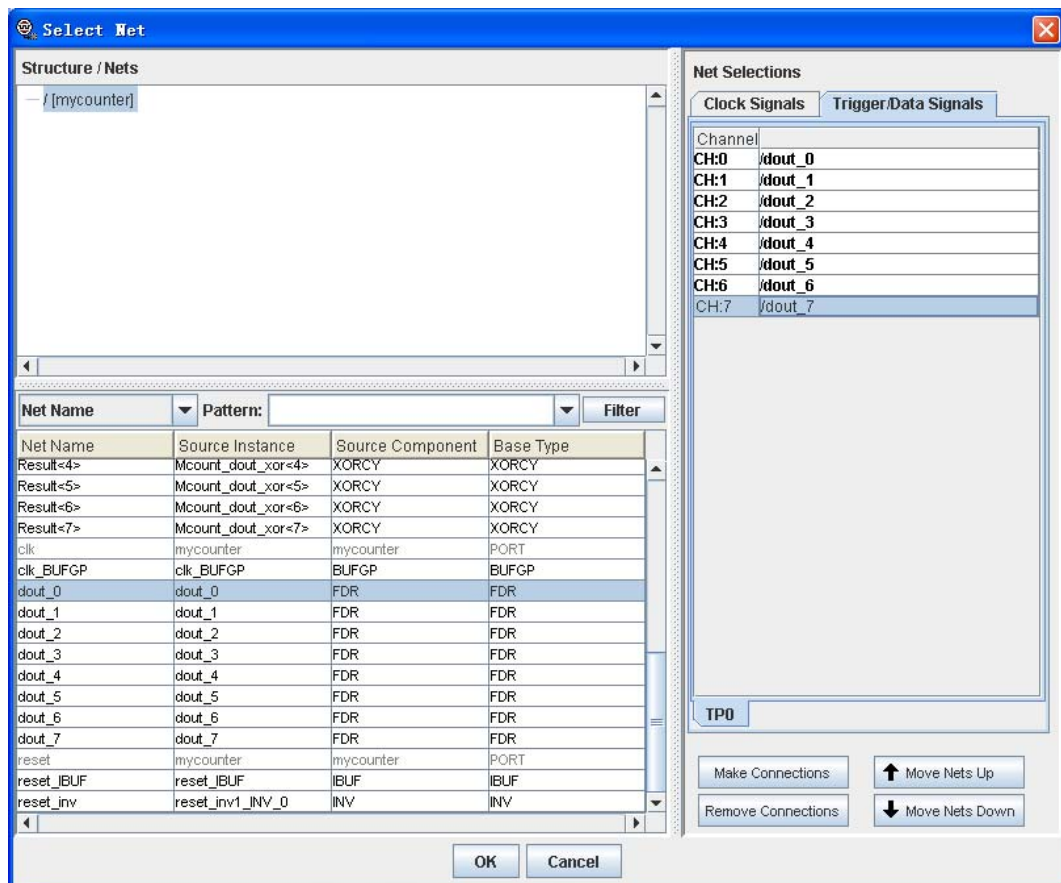 Select Net
Structure / Nets
/ [mycounter]
Net Name Pattern: Filter
Net Name Source Instance Source Component Base Type
Result<4> Mcount_dout_xor<4> XORCY XORCY
Result<5> Mcount_dout_xor<5> XORCY XORCY
Result<6> Mcount_dout_xor<6> XORCY XORCY
Result<7> Mcount_dout_xor<7> XORCY XORCY
clk mycounter mycounter PORT
clk_BUFGP clk_BUFGP BUFGP BUFGP
dout_0 dout_0 FDR FDR
dout_1 dout_1 FDR FDR
dout_2 dout_2 FDR FDR
dout_3 dout_3 FDR FDR
dout_4 dout_4 FDR FDR
dout_5 dout_5 FDR FDR
dout_6 dout_6 FDR FDR
dout_7 dout_7 FDR FDR
reset mycounter mycounter PORT
reset_IBUF reset_IBUF IBUF IBUF
reset_inv reset_inv1_INV_0 INV INV
Net Selections
Clock Signals Trigger/Data Signals
Channel
CH:0 /dout_0
CH:1 /dout_1
CH:2 /dout_2
CH:3 /dout_3
CH:4 /dout_4
CH:5 /dout_5
CH:6 /dout_6
CH:7 /dout_7
TP0
Make Connections Move Nets Up
Remove Connections Move Nets Down
OK Cancel